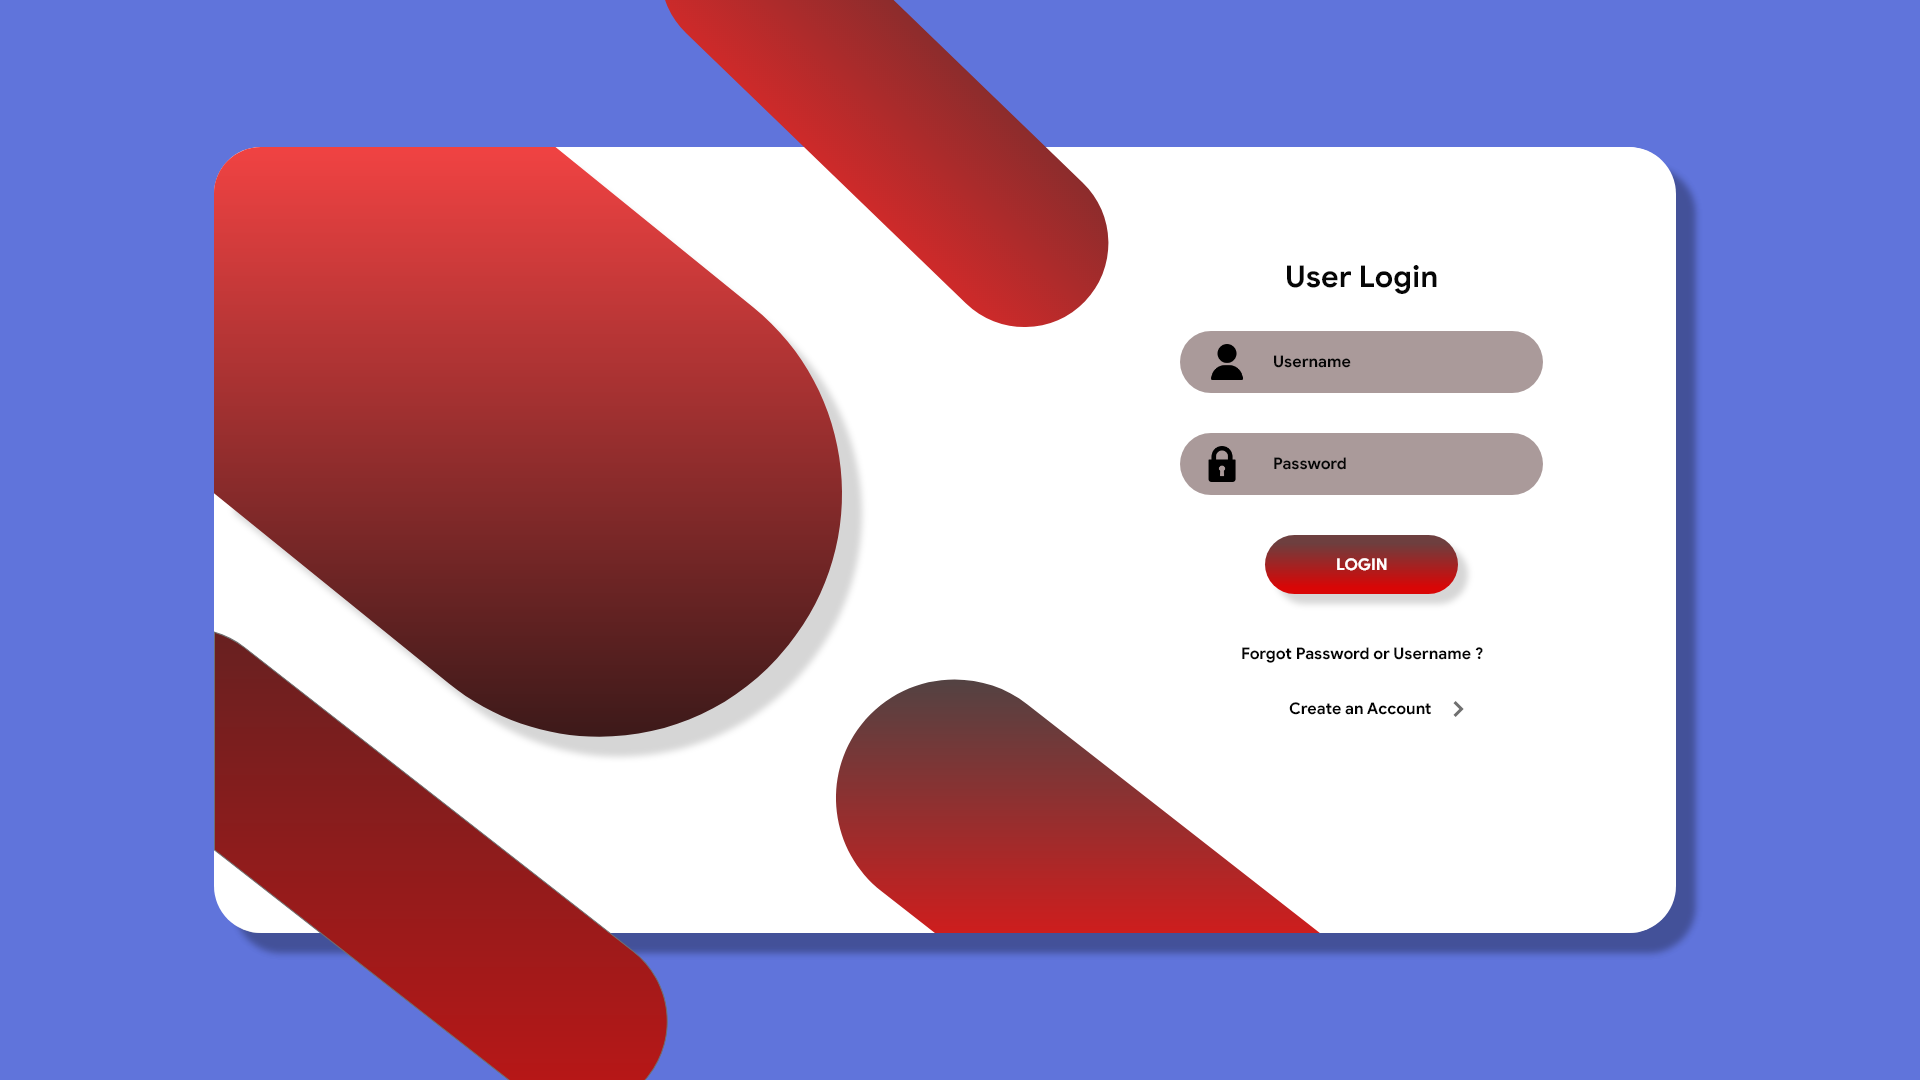 User Login
Username
Password
LOGIN
Forgot Password or Username ?
Create an Account